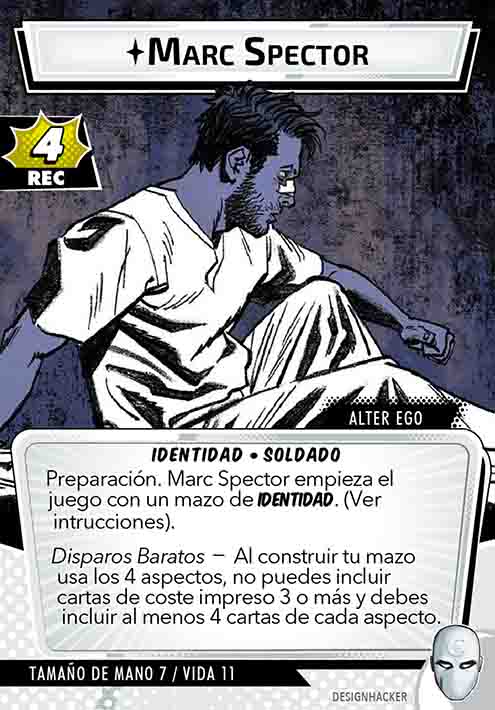 MARC SPECTOR
4
REC
ALTER EGO
IDENTIDAD • SOLDADO
Preparación. Marc Spector empieza el
juego con un mazo de IDENTIDAD. (Ver
intrucciones).
Disparos Baratos – Al construir tu mazo
usa los 4 aspectos, no puedes incluir
cartas de coste impreso 3 o más y debes
incluir al menos 4 cartas de cada aspecto.
TAMAÑO DE MANO 7 / VIDA 11
DESIGNHACKER